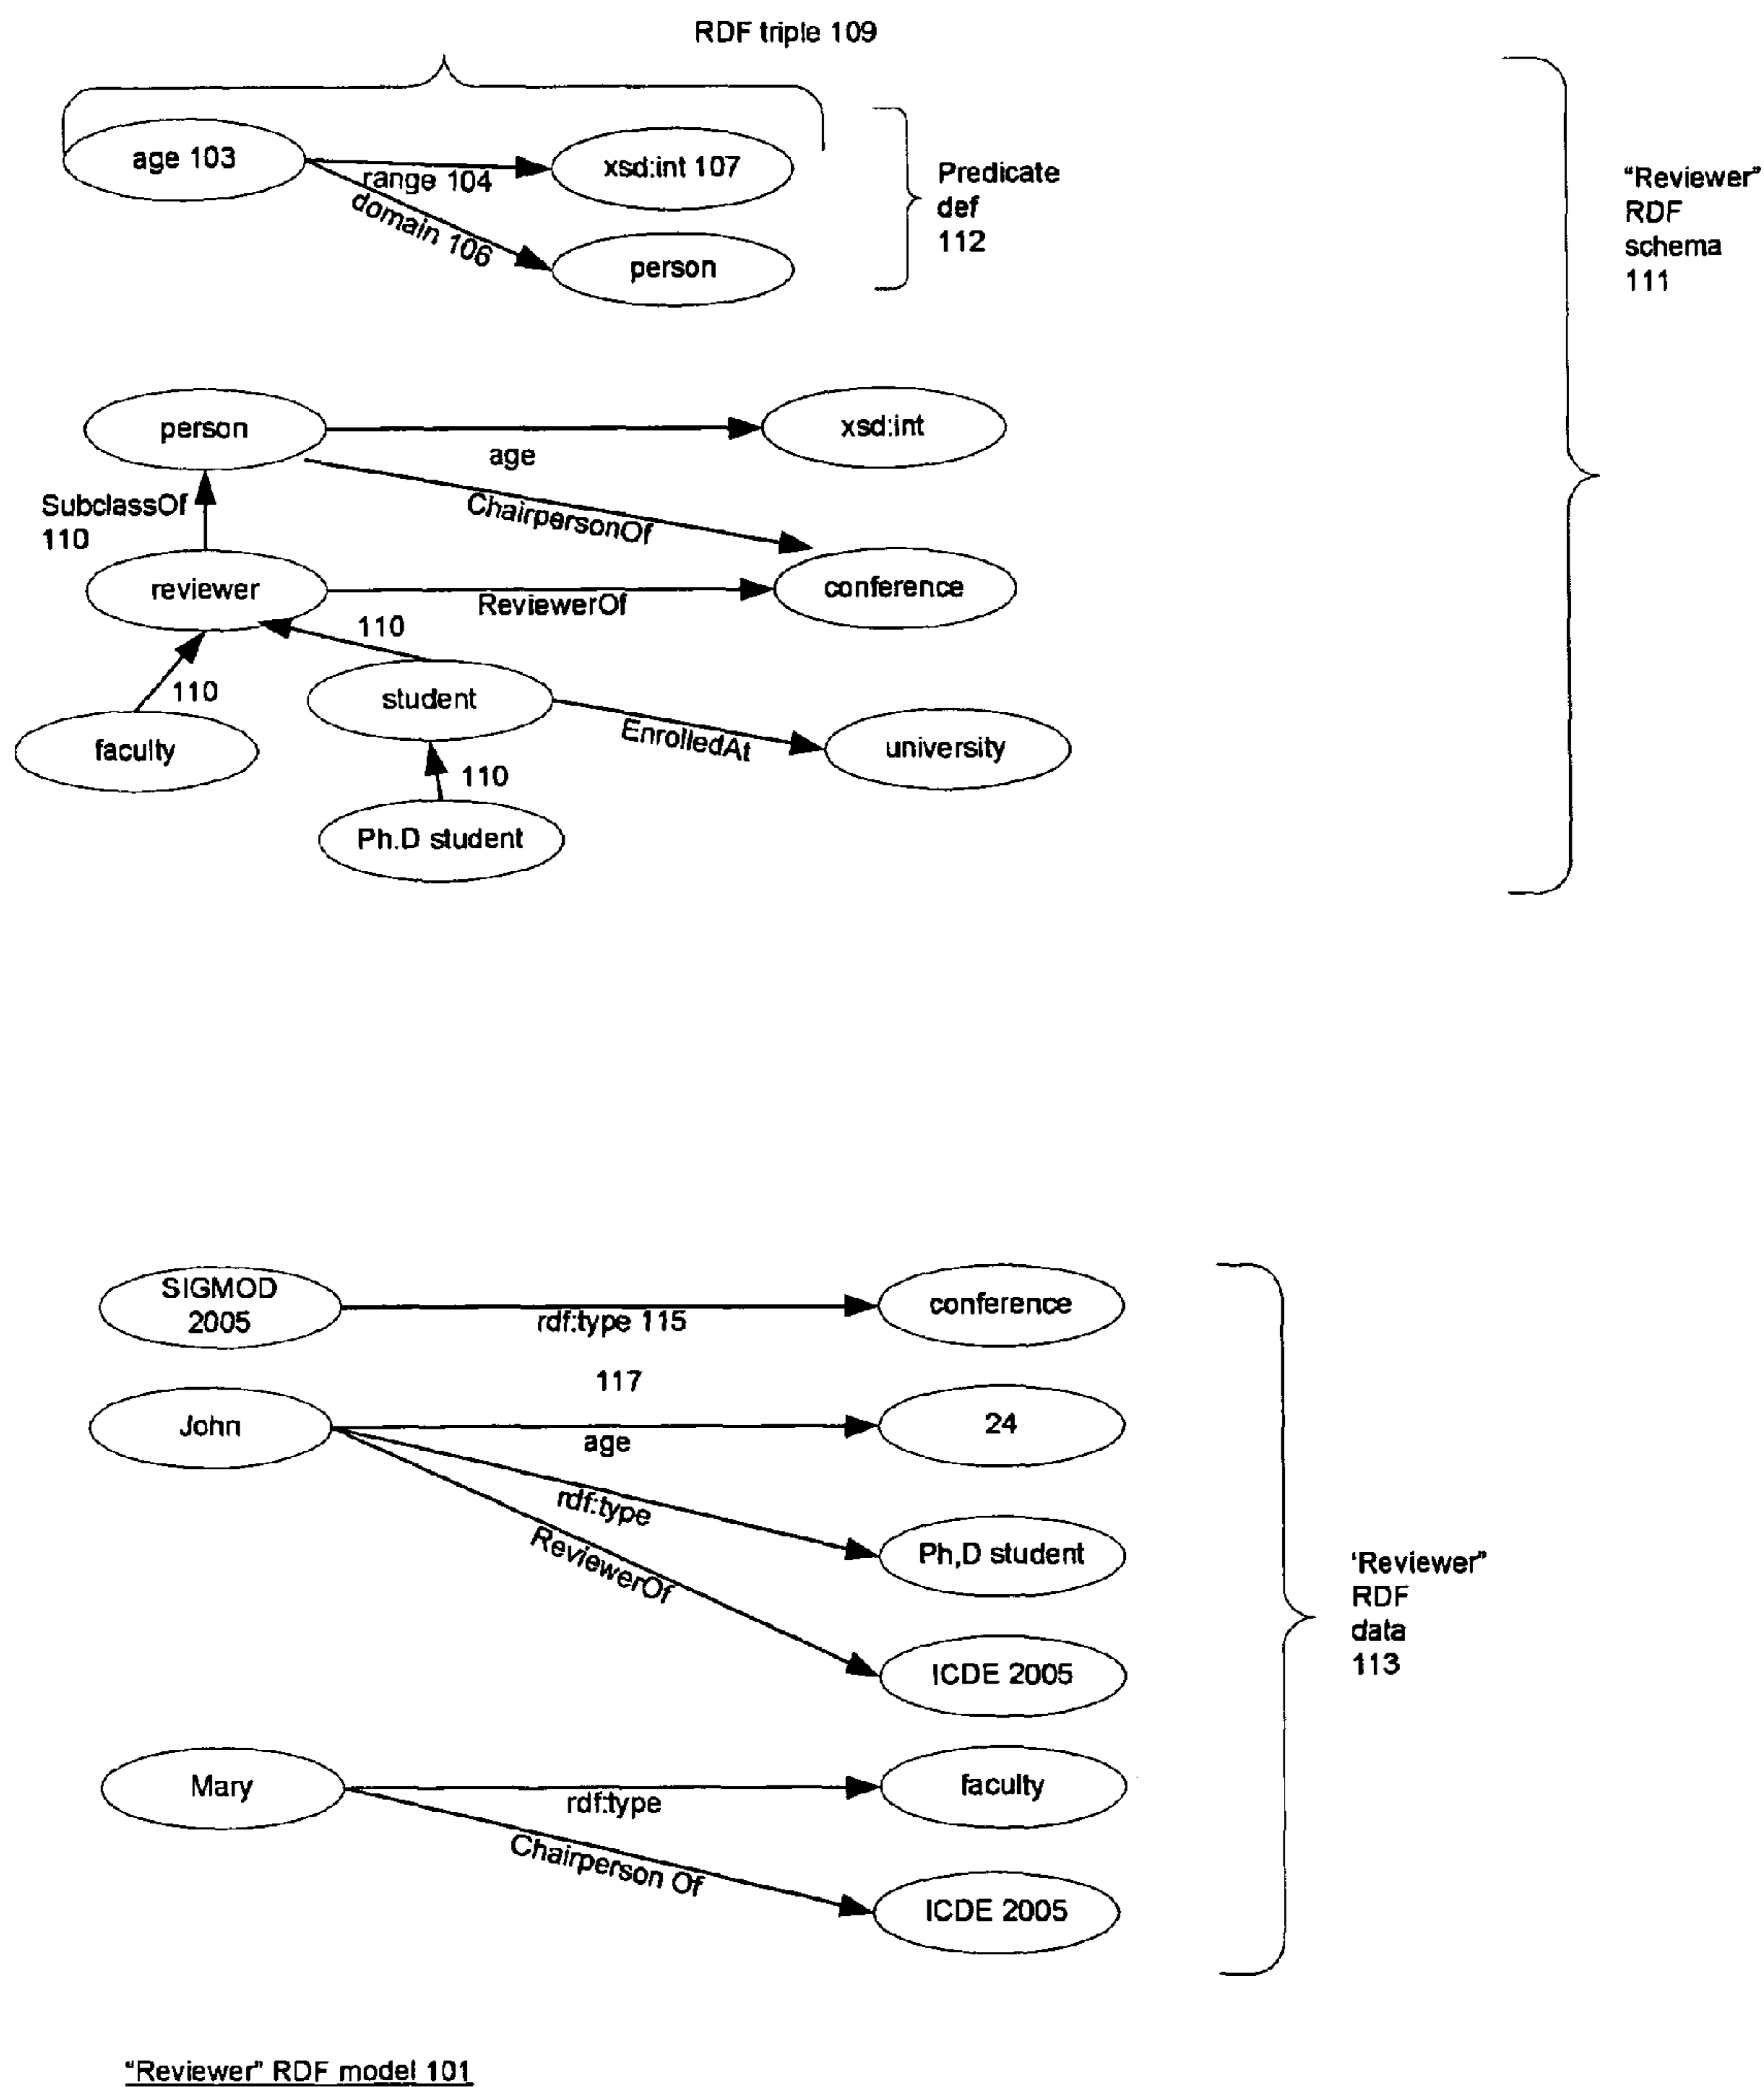 RDF triple 109
age 103
range 104
xsd:int 107
domain 106
person
Predicate
def
112
“Reviewer”
RDF
schema
111
person
age
xsd:int
SubclassOf
110
ChairpersonOf
reviewer
ReviewerOf
conference
110
110
student
EnrolledAt
university
faculty
110
Ph.D student
SIGMOD
2005
rdf:type 115
conference
117
John
age
24
rdf:type
Ph,D student
ReviewerOf
ICDE 2005
‘Reviewer”
RDF
data
113
Mary
rdf:type
faculty
Chairperson Of
ICDE 2005
“Reviewer” RDF model 101